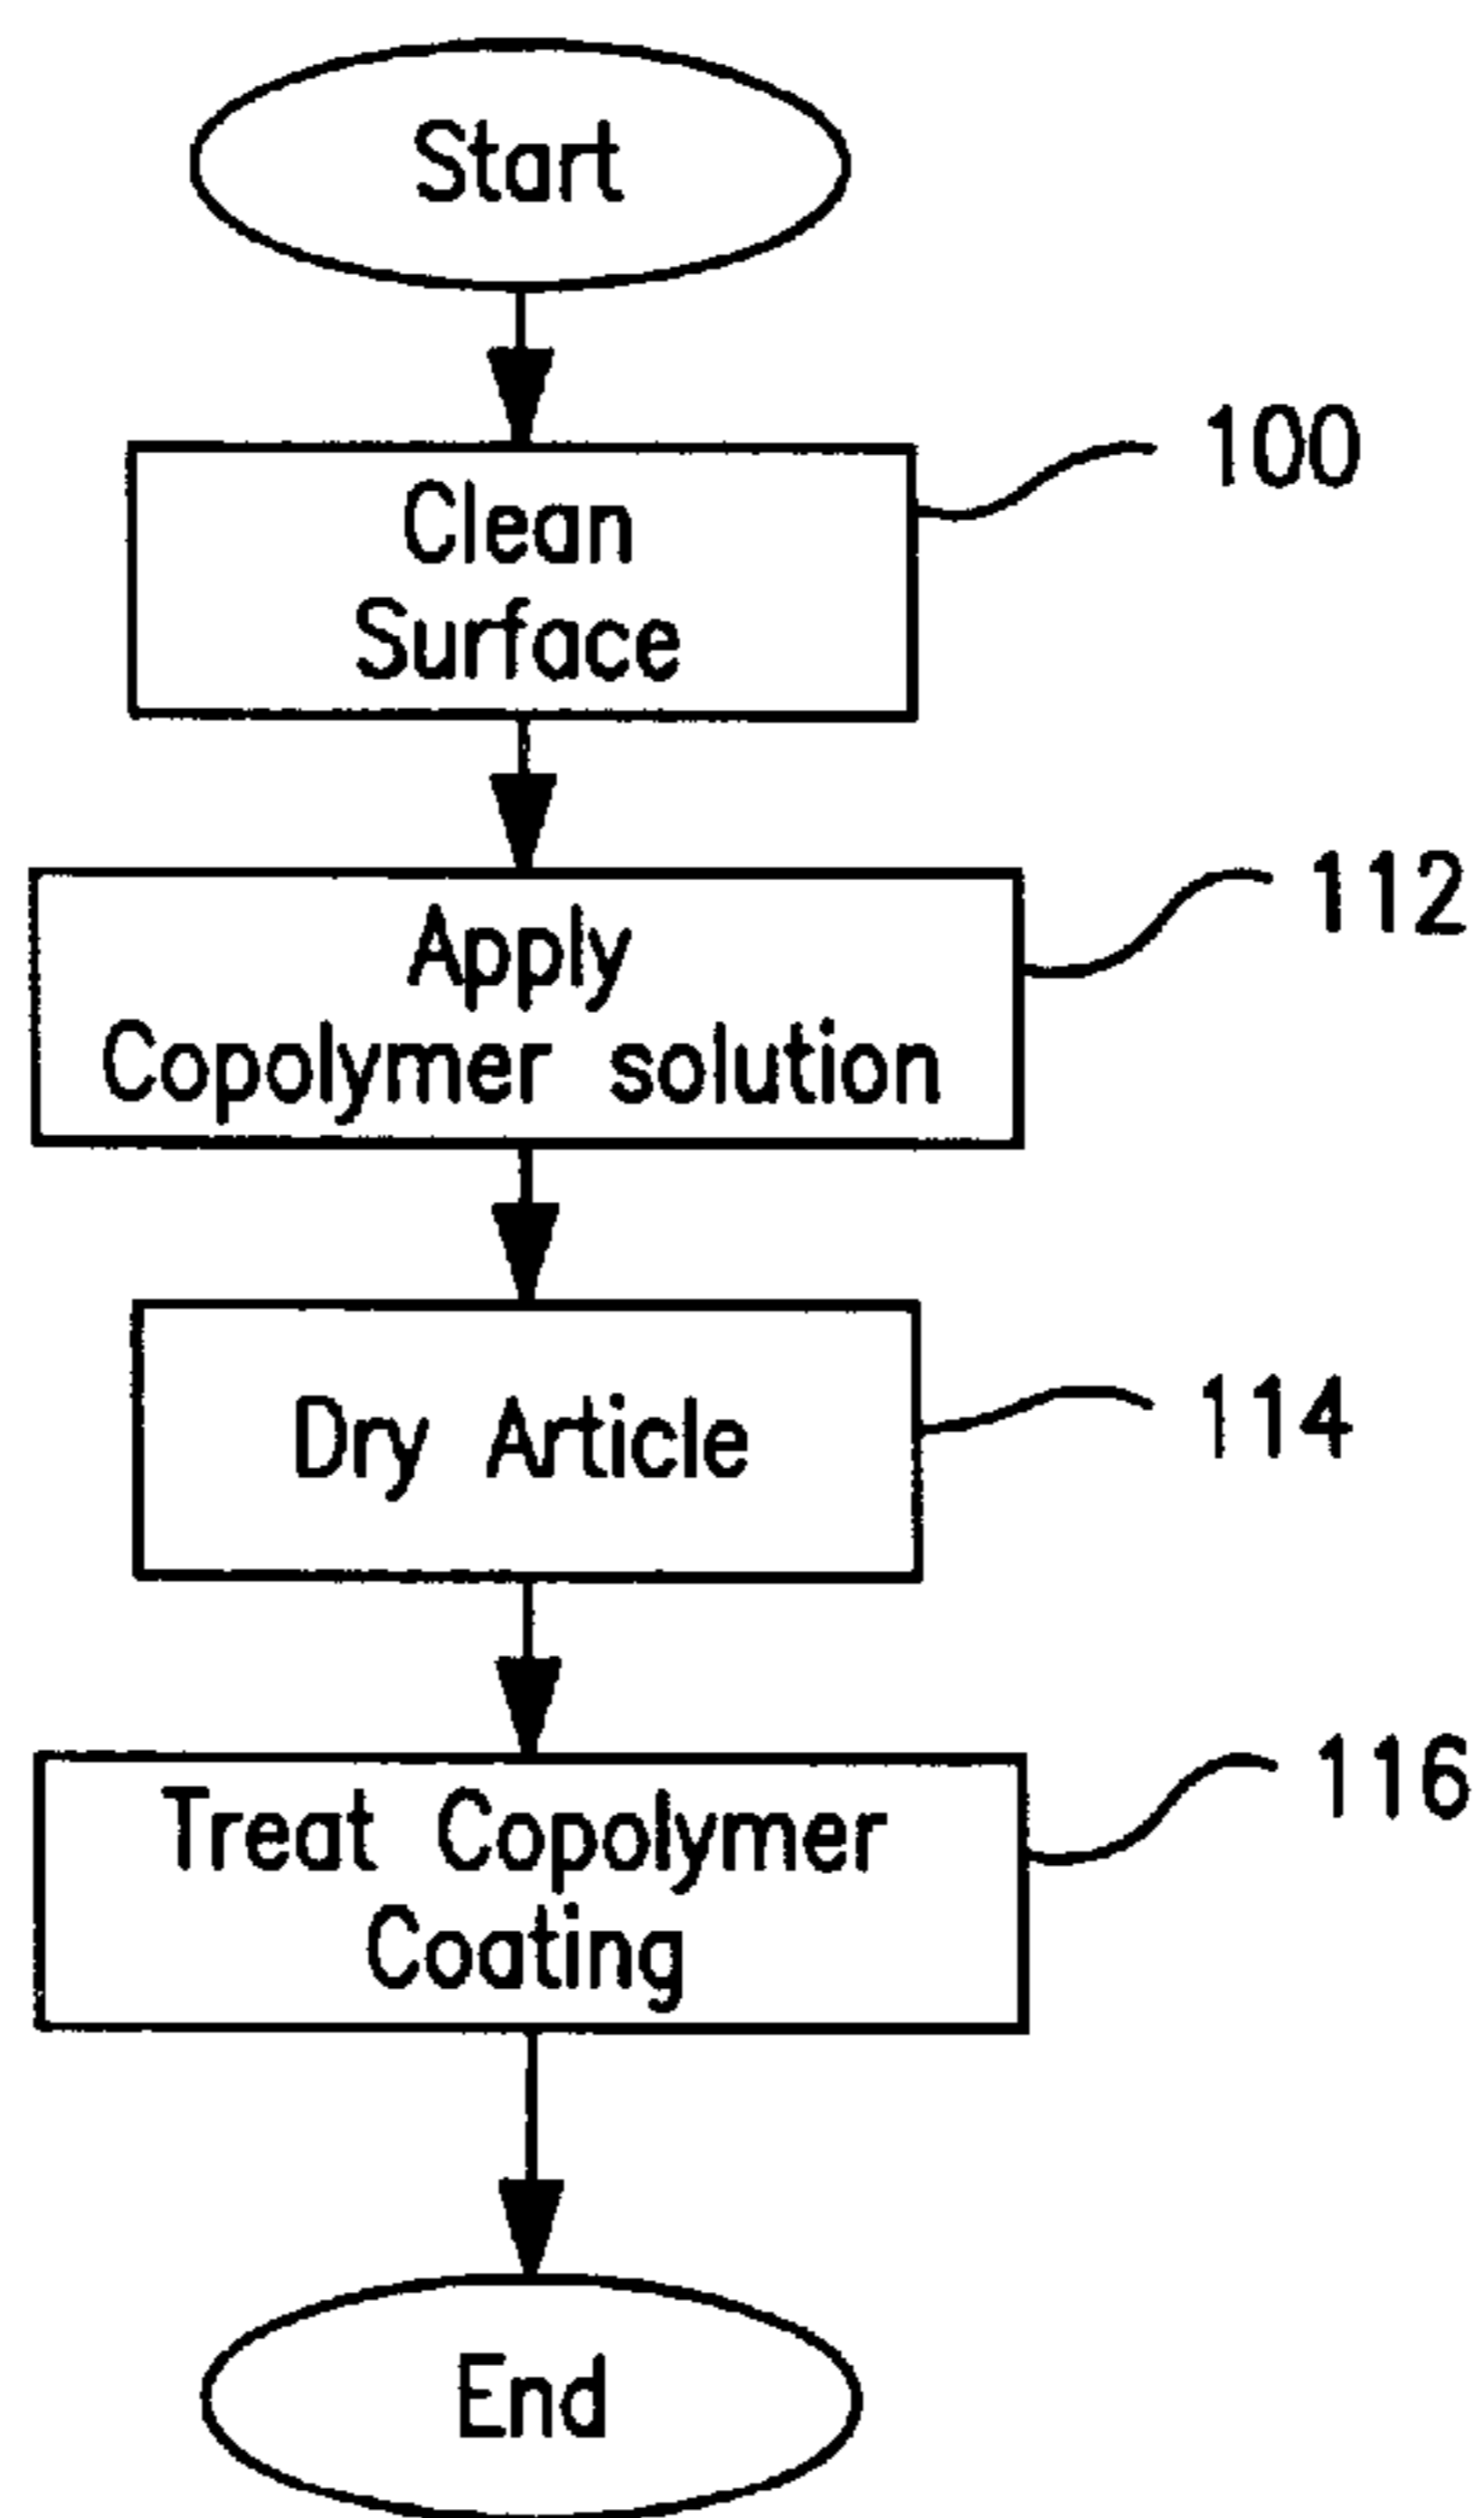 Start
100
Clean
Surface
112
Apply
Copolymer solution
114
Dry Article
116
Treat Copolymer
Coating
End